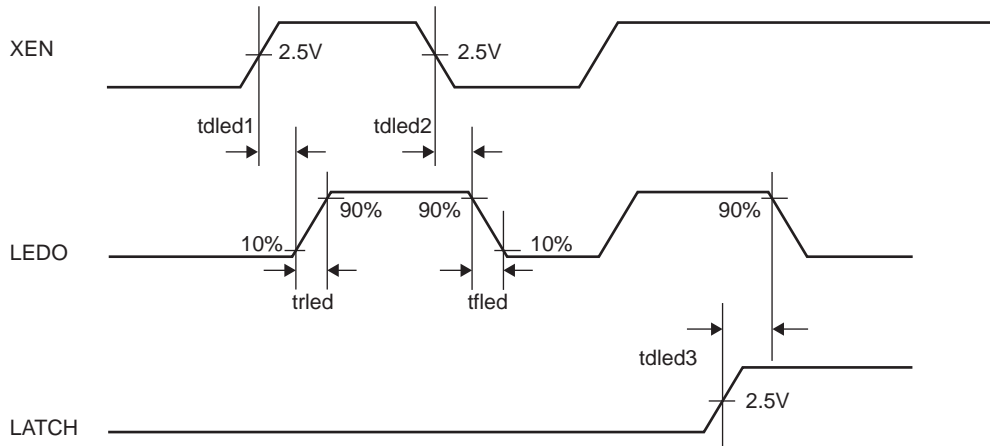 XEN
2.5V
2.5V
tdled1
tdled2
90%
90%
90%
10%
10%
LEDO
trled
tfled
tdled3
2.5V
LATCH